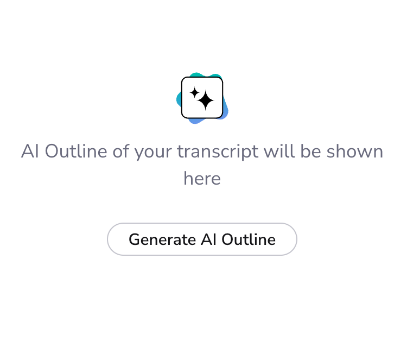 AI Outline of your transcript will be shown
here
Generate AI Outline